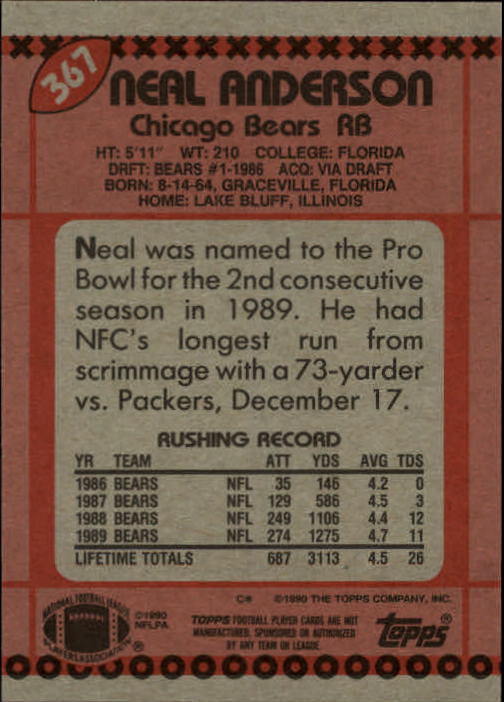 367
NEAL ANDERSON
Chicago Bears RB
HT: 5'11" WT: 210 COLLEGE: FLORIDA
DRFT: BEARS #1-1986 ACQ: VIA DRAFT
BORN: 8-14-64, GRACEVILLE, FLORIDA
HOME: LAKE BLUFF, ILLINOIS
Neal was named to the Pro
Bowl for the 2nd consecutive
season in 1989. He had
NFC's longest run from
scrimmage with a 73-yarder
vs. Packers, December 17.
RUSHING RECORD
YR TEAM ATT YDS AVG TDS
1986 BEARS NFL 35 146 4.2 0
1987 BEARS NFL 129 586 4.5 3
1988 BEARS NFL 249 1106 4.4 12
1989 BEARS NFL 274 1275 4.7 11
LIFETIME TOTALS 687 3113 4.5 26
C* ©1990 THE TOPPS COMPANY, INC.
NATIONAL FOOTBALL LEAGUE
PLAYERS ASSOCIATION
®
©1990
NFLPA
TOPPS FOOTBALL PLAYER CARDS ARE NOT
MANUFACTURED, SPONSORED OR AUTHORIZED
BY ANY TEAM OR LEAGUE.
topps®